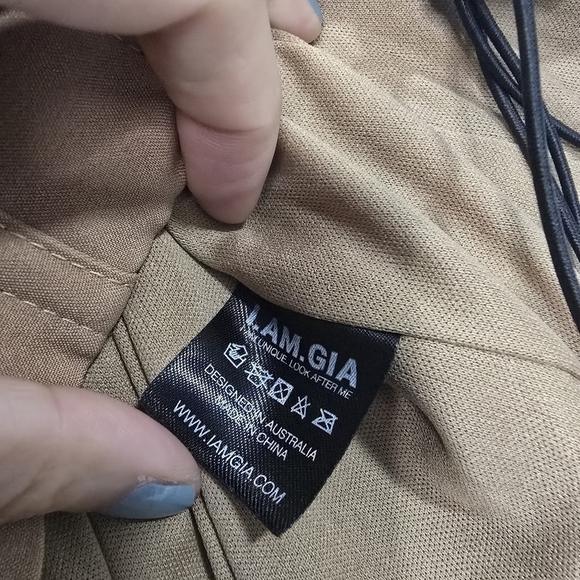 I.AM.GIA
I AM UNIQUE. LOOK AFTER ME
DESIGNED IN AUSTRALIA
MADE IN CHINA
WWW.IAMGIA.COM